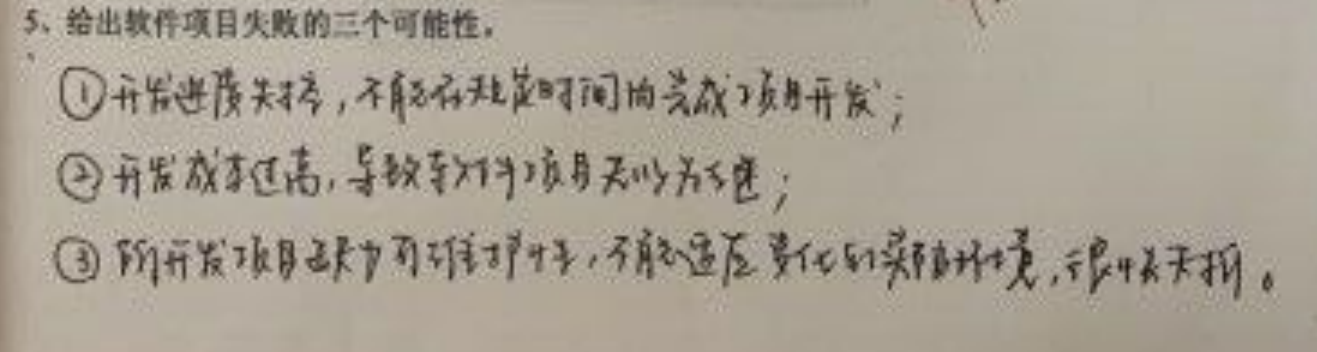 5、给出软件项目失败的三个可能性。
①开发进度失控，不能在规定时间内完成项目开发；
②开发成本过高，导致软件项目无以为继；
③所开发项目缺乏可维护性，不能适应变化的实际环境，很快夭折。